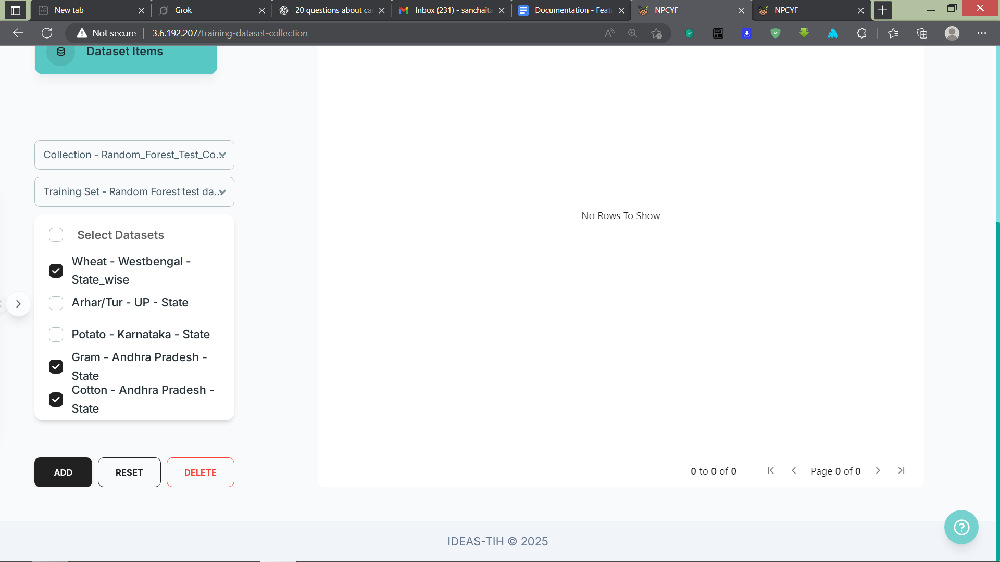 New tab
Grok
20 questions about ca
Inbox (231) - sanchaita
Documentation - Feat
NPCYF
NPCYF
Not secure
3.6.192.207/training-dataset-collection
Dataset Items
Collection - Random_Forest_Test_Co...
Training Set - Random Forest test da...
Select Datasets
Wheat - Westbengal -
State_wise
Arhar/Tur - UP - State
Potato - Karnataka - State
Gram - Andhra Pradesh -
State
Cotton - Andhra Pradesh -
State
ADD
RESET
DELETE
No Rows To Show
0 to 0 of 0
Page 0 of 0
IDEAS-TIH © 2025